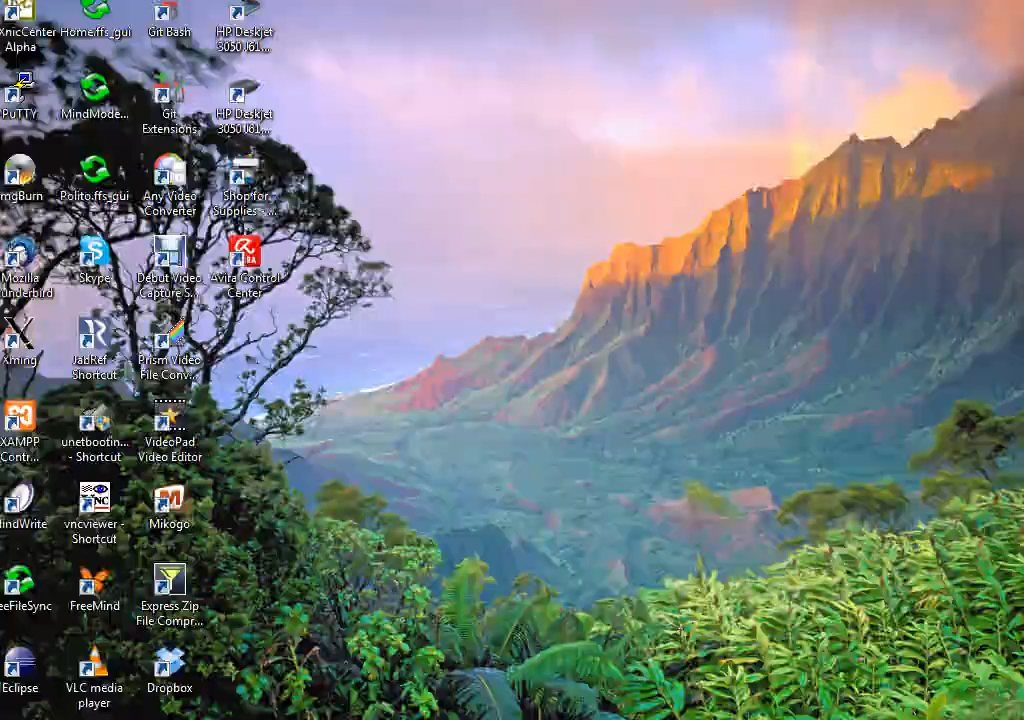 XnicCenter
Alpha
Home.ffs_gui
Git Bash
HP Deskjet
3050 J61...
PuTTY
MindMode...
Git
Extensions
HP Deskjet
3050 J61...
mgBurn
Polito.ffs_gui
Any Video
Converter
Shop for
Supplies - ...
Mozilla
underbird
Skype
Debut Video
Capture S...
Avira Control
Center
Xming
JabRef -
Shortcut
Prism Video
File Conv...
XAMPP
Contr...
unetbootin...
- Shortcut
VideoPad
Video Editor
indWrite
VNC
vncviewer -
Shortcut
Mikogo
eeFileSync
FreeMind
Express Zip
File Compr...
Eclipse
VLC media
player
Dropbox